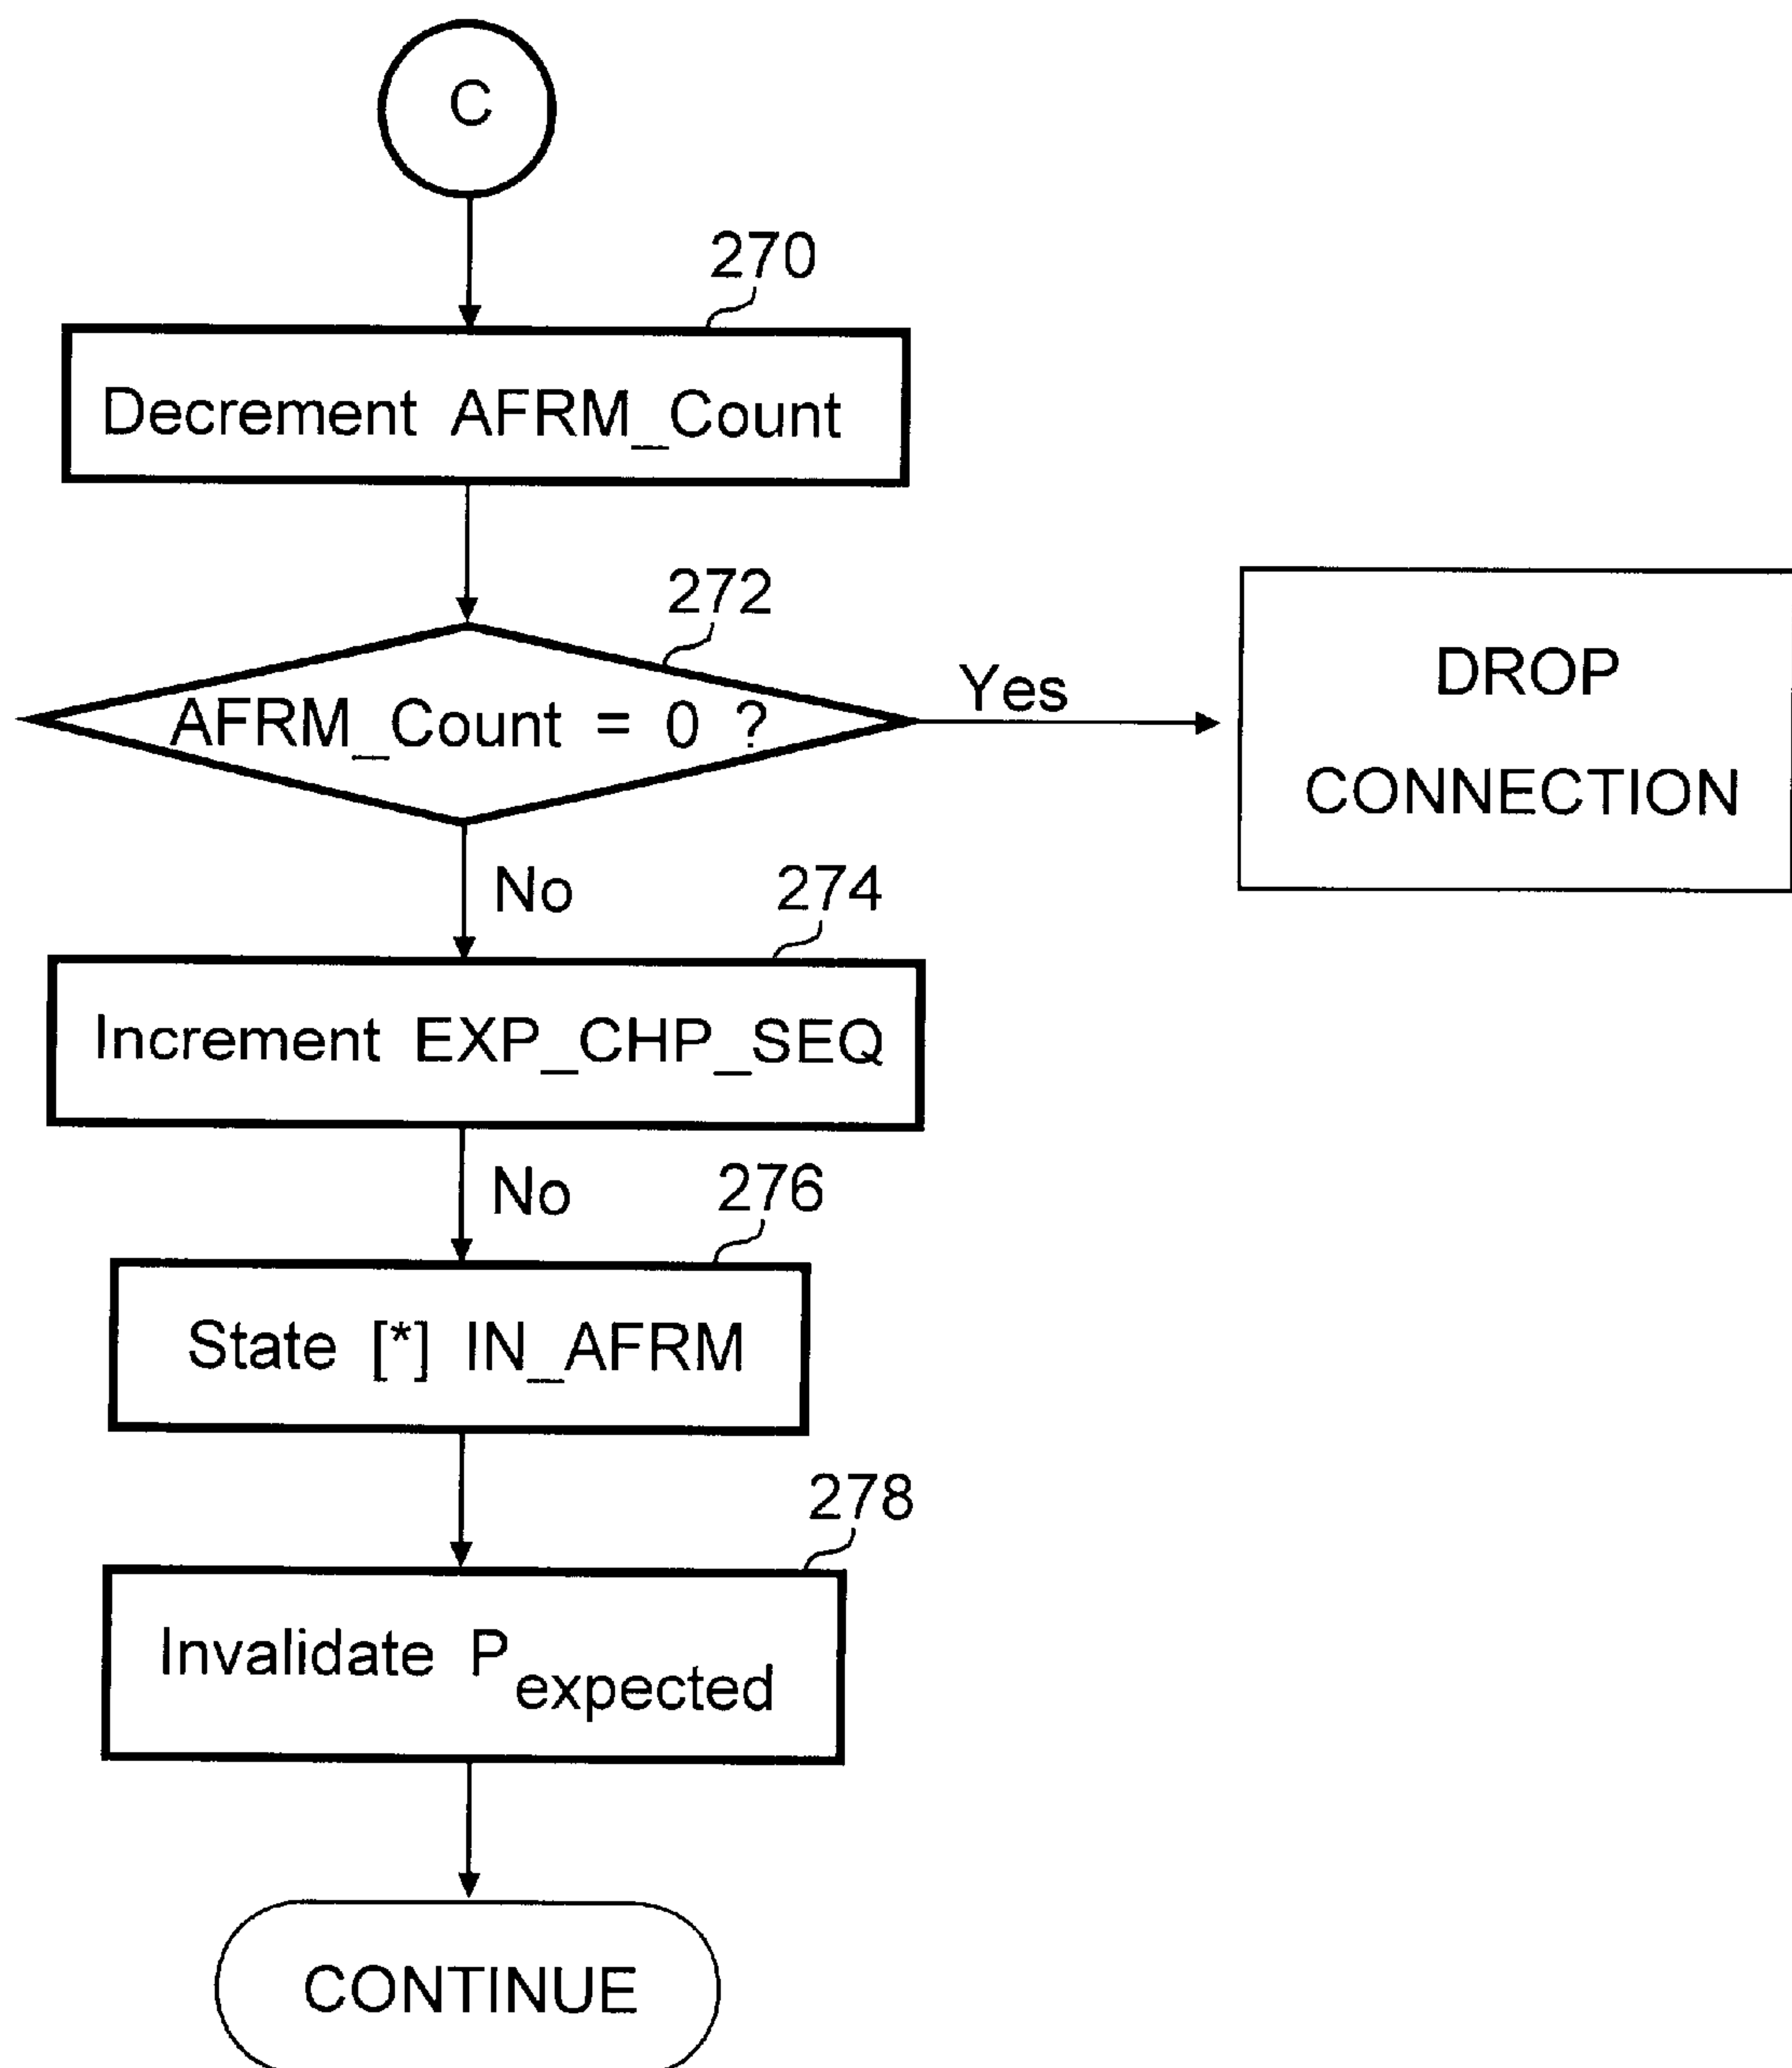 C
270
Decrement AFRM_Count
272
AFRM_Count = 0 ?
Yes
DROP
CONNECTION
No
274
Increment EXP_CHP_SEQ
No
276
State [*] IN_AFRM
278
Invalidate P expected
CONTINUE